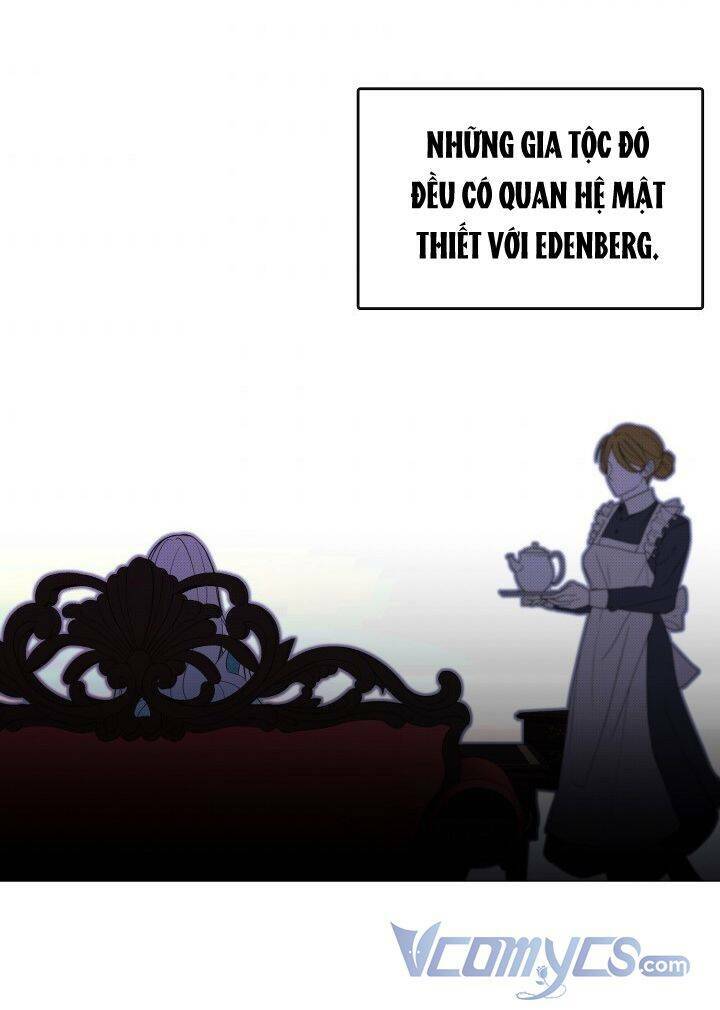 NHỮNG GIA TỘC ĐÓ
ĐỀU CÓ QUAN HỆ MẬT
THIẾT VỚI EDENBERG.
VCOMYCS.com